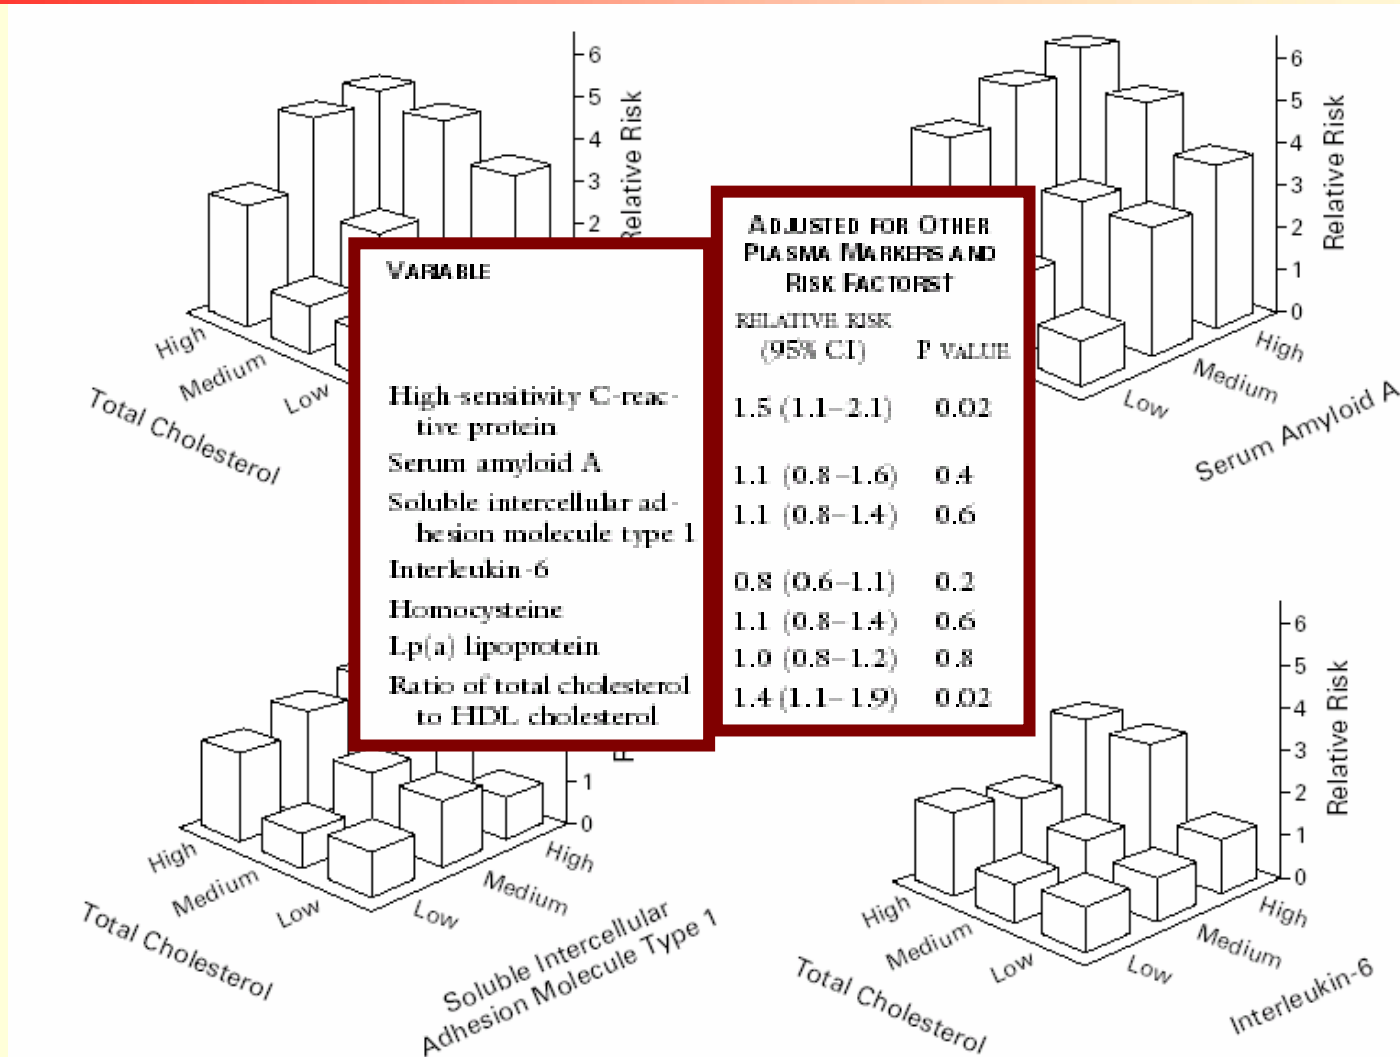 6
5
4
3
2
Relative Risk
High
Medium
Low
Total Cholesterol
6
5
4
3
2
1
0
Relative Risk
High
Medium
Low
Serum Amyloid A
VARIABLE
High-sensitivity C-reac-
tive protein
Serum amyloid A
Soluble intercellular ad-
hesion molecule type 1
Interleukin-6
Homocysteine
Lp(a) lipoprotein
Ratio of total cholesterol
to HDL cholesterol
ADJUSTED FOR OTHER
PLASMA MARKERS AND
RISK FACTORS†
RELATIVE RISK
(95% CI) P VALUE
1.5 (1.1–2.1) 0.02
1.1 (0.8–1.6) 0.4
1.1 (0.8–1.4) 0.6
0.8 (0.6–1.1) 0.2
1.1 (0.8–1.4) 0.6
1.0 (0.8–1.2) 0.8
1.4 (1.1–1.9) 0.02
1
0
High
Medium
Low
Total Cholesterol
High
Medium
Low
Soluble Intercellular
Adhesion Molecule Type 1
6
5
4
3
2
1
0
Relative Risk
High
Medium
Low
Total Cholesterol
High
Medium
Low
Interleukin-6